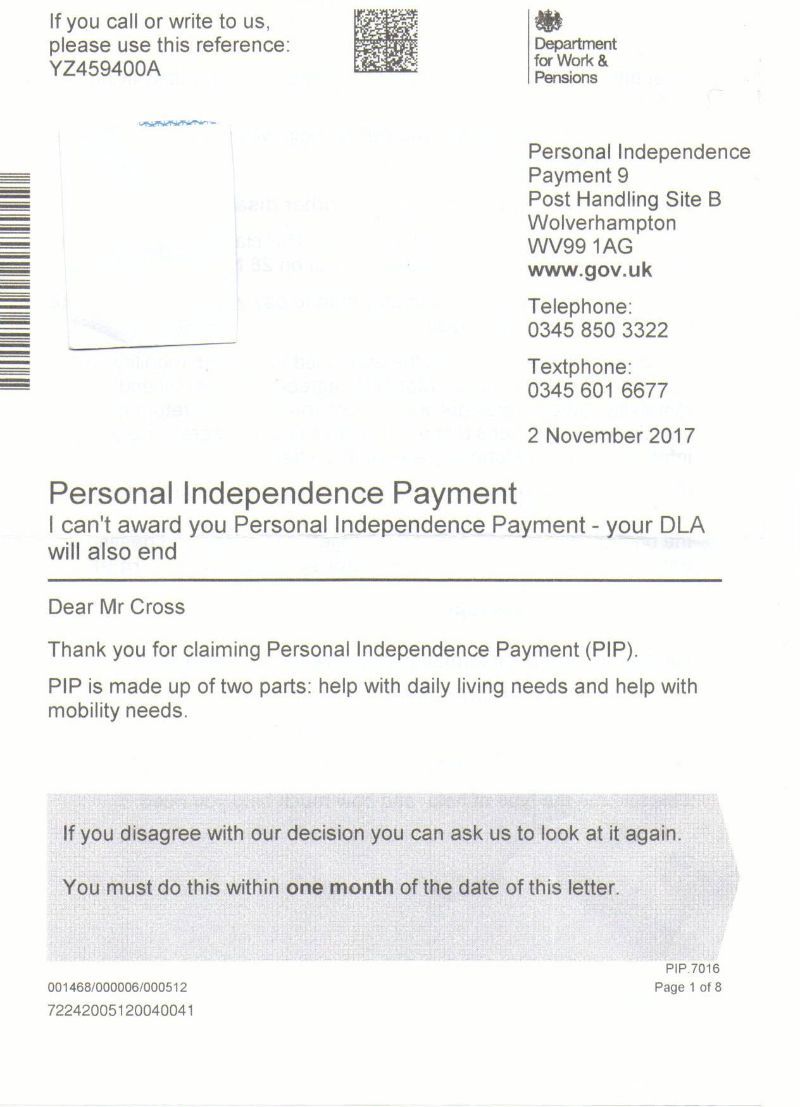 If you call or write to us,
please use this reference:
YZ459400A
Department
for Work &
Pensions
Personal Independence
Payment 9
Post Handling Site B
Wolverhampton
WV99 1AG
www.gov.uk
Telephone:
0345 850 3322
Textphone:
0345 601 6677
2 November 2017
Personal Independence Payment
I can't award you Personal Independence Payment - your DLA
will also end
Dear Mr Cross
Thank you for claiming Personal Independence Payment (PIP).
PIP is made up of two parts: help with daily living needs and help with
mobility needs.
If you disagree with our decision you can ask us to look at it again.
You must do this within one month of the date of this letter.
PIP.7016
001468/000006/000512
Page 1 of 8
72242005120040041